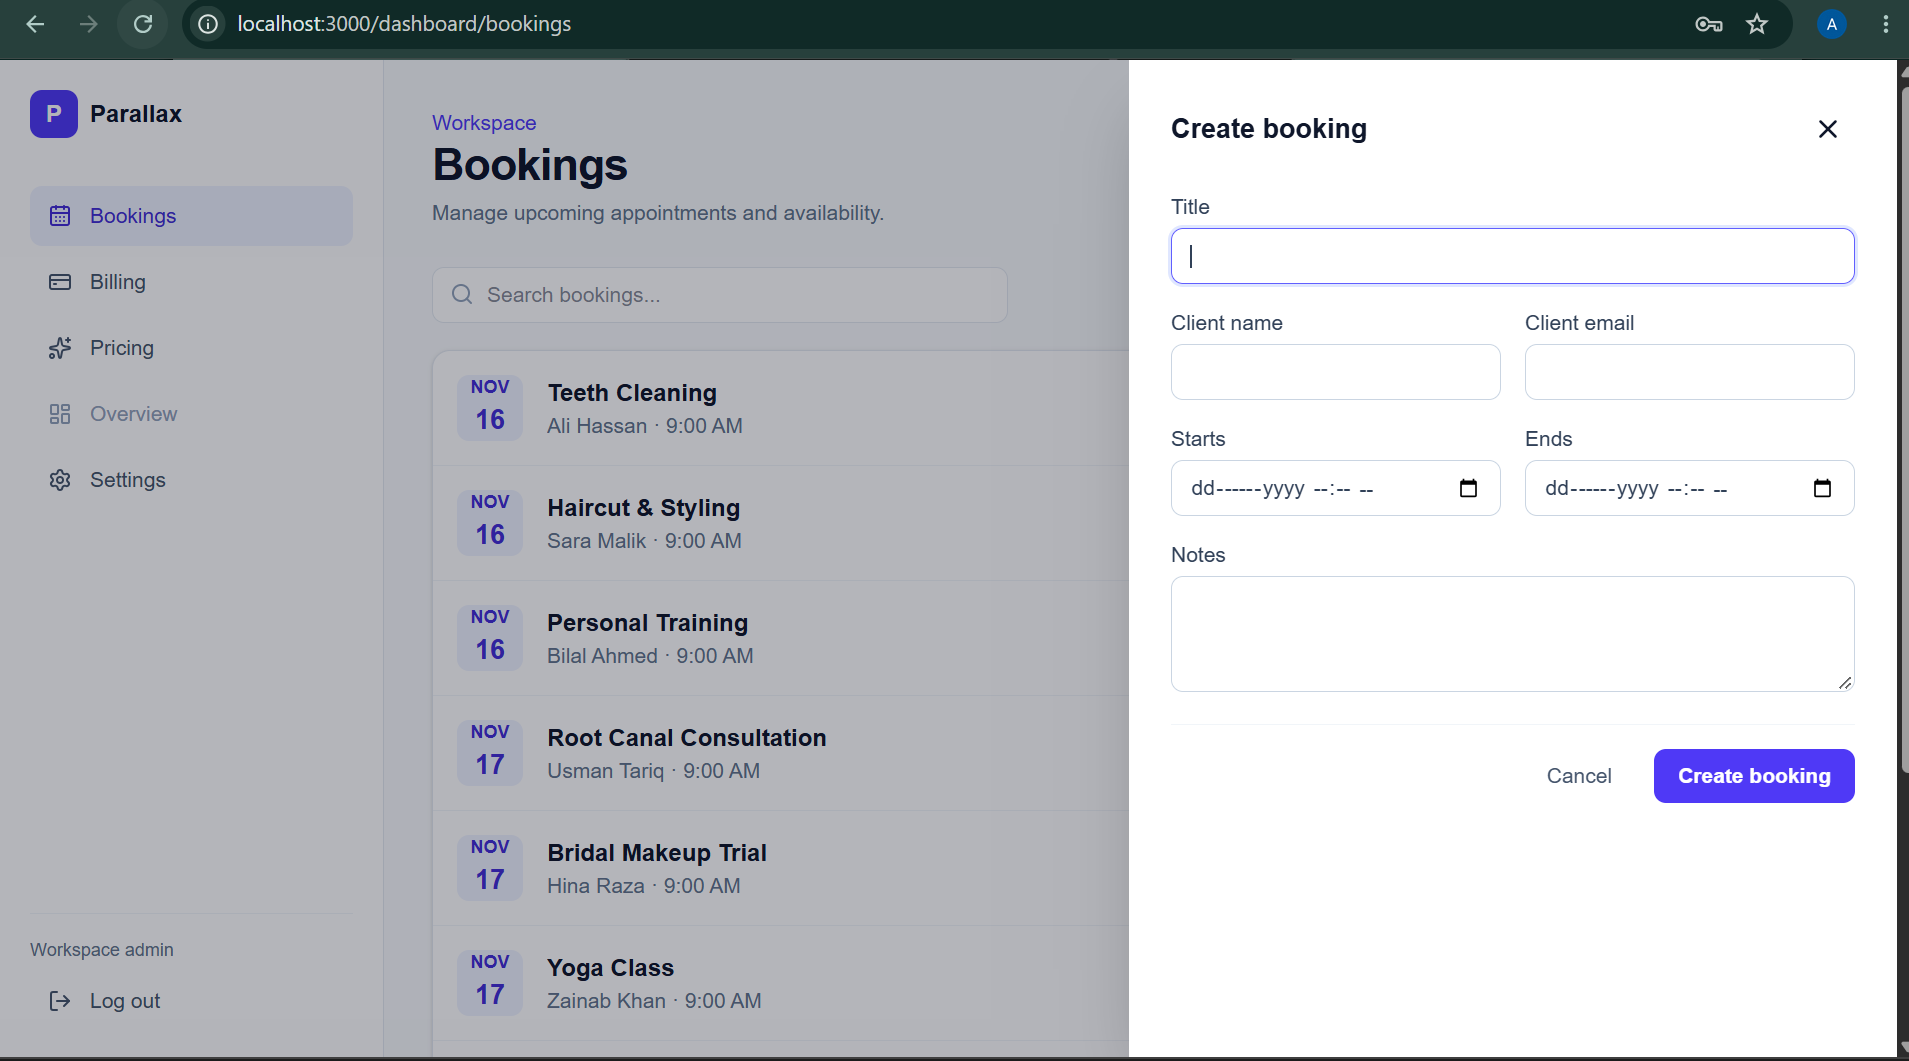 localhost:3000/dashboard/bookings
A
P
Parallax
Bookings
Billing
Pricing
Overview
Settings
Workspace admin
Log out
Workspace
Bookings
Manage upcoming appointments and availability.
Search bookings...
NOV
16
Teeth Cleaning
Ali Hassan · 9:00 AM
NOV
16
Haircut & Styling
Sara Malik · 9:00 AM
NOV
16
Personal Training
Bilal Ahmed · 9:00 AM
NOV
17
Root Canal Consultation
Usman Tariq · 9:00 AM
NOV
17
Bridal Makeup Trial
Hina Raza · 9:00 AM
NOV
17
Yoga Class
Zainab Khan · 9:00 AM
Create booking
Title
Client name
Client email
Starts
Ends
dd------yyyy --:-- --
dd------yyyy --:-- --
Notes
Cancel
Create booking